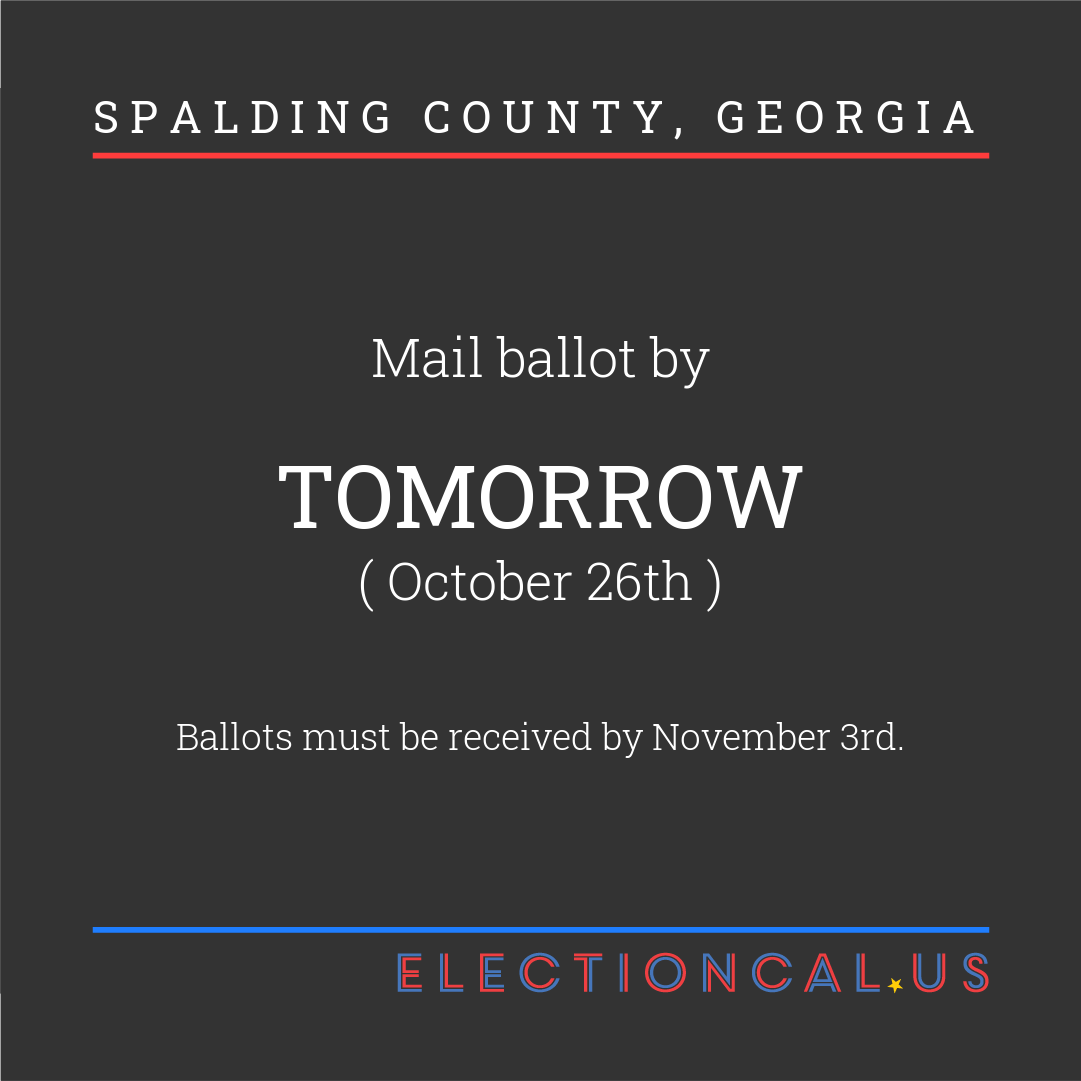 SPALDING COUNTY, GEORGIA
Mail ballot by
TOMORROW
( October 26th )
Ballots must be received by November 3rd.
ELECTIONCAL.US